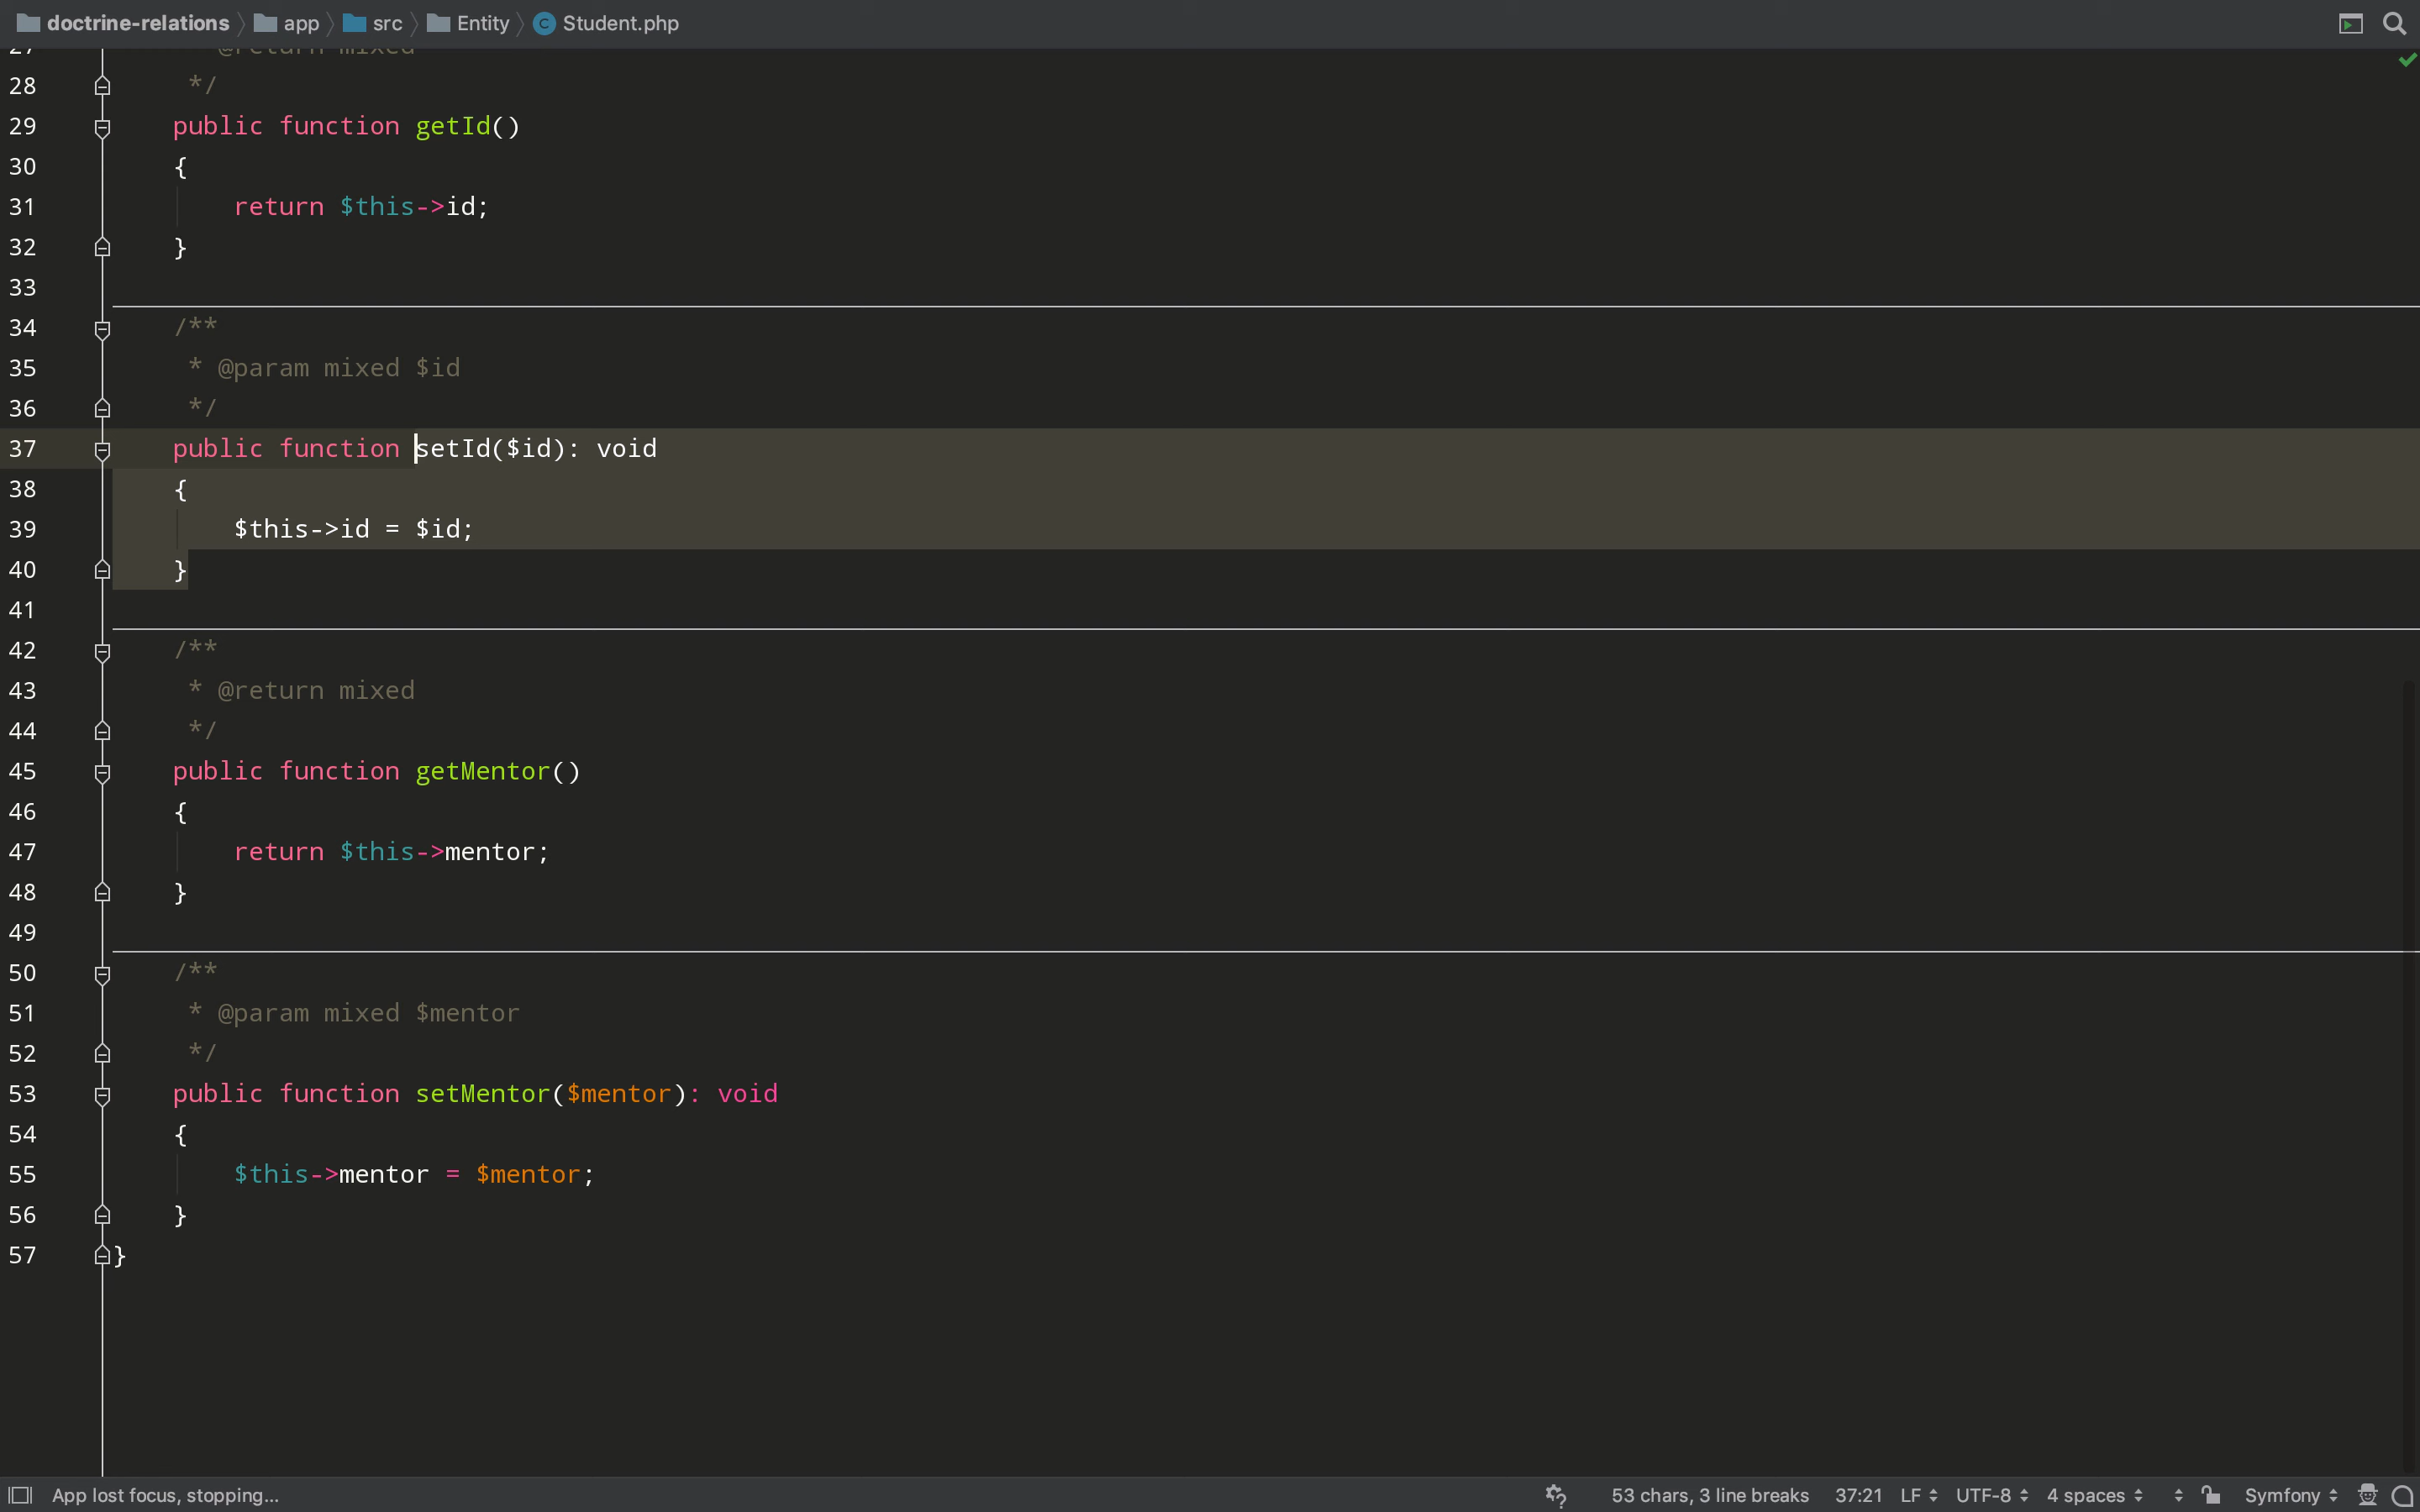 doctrine-relations app src Entity Student.php
27 @return mixed
28 */
29 public function getId()
30 {
31 return $this->id;
32 }
33
34 /**
35 * @param mixed $id
36 */
37 public function setId($id): void
38 {
39 $this->id = $id;
40 }
41
42 /**
43 * @return mixed
44 */
45 public function getMentor()
46 {
47 return $this->mentor;
48 }
49
50 /**
51 * @param mixed $mentor
52 */
53 public function setMentor($mentor): void
54 {
55 $this->mentor = $mentor;
56 }
57 }
App lost focus, stopping... 53 chars, 3 line breaks 37:21 LF UTF-8 4 spaces Symfony